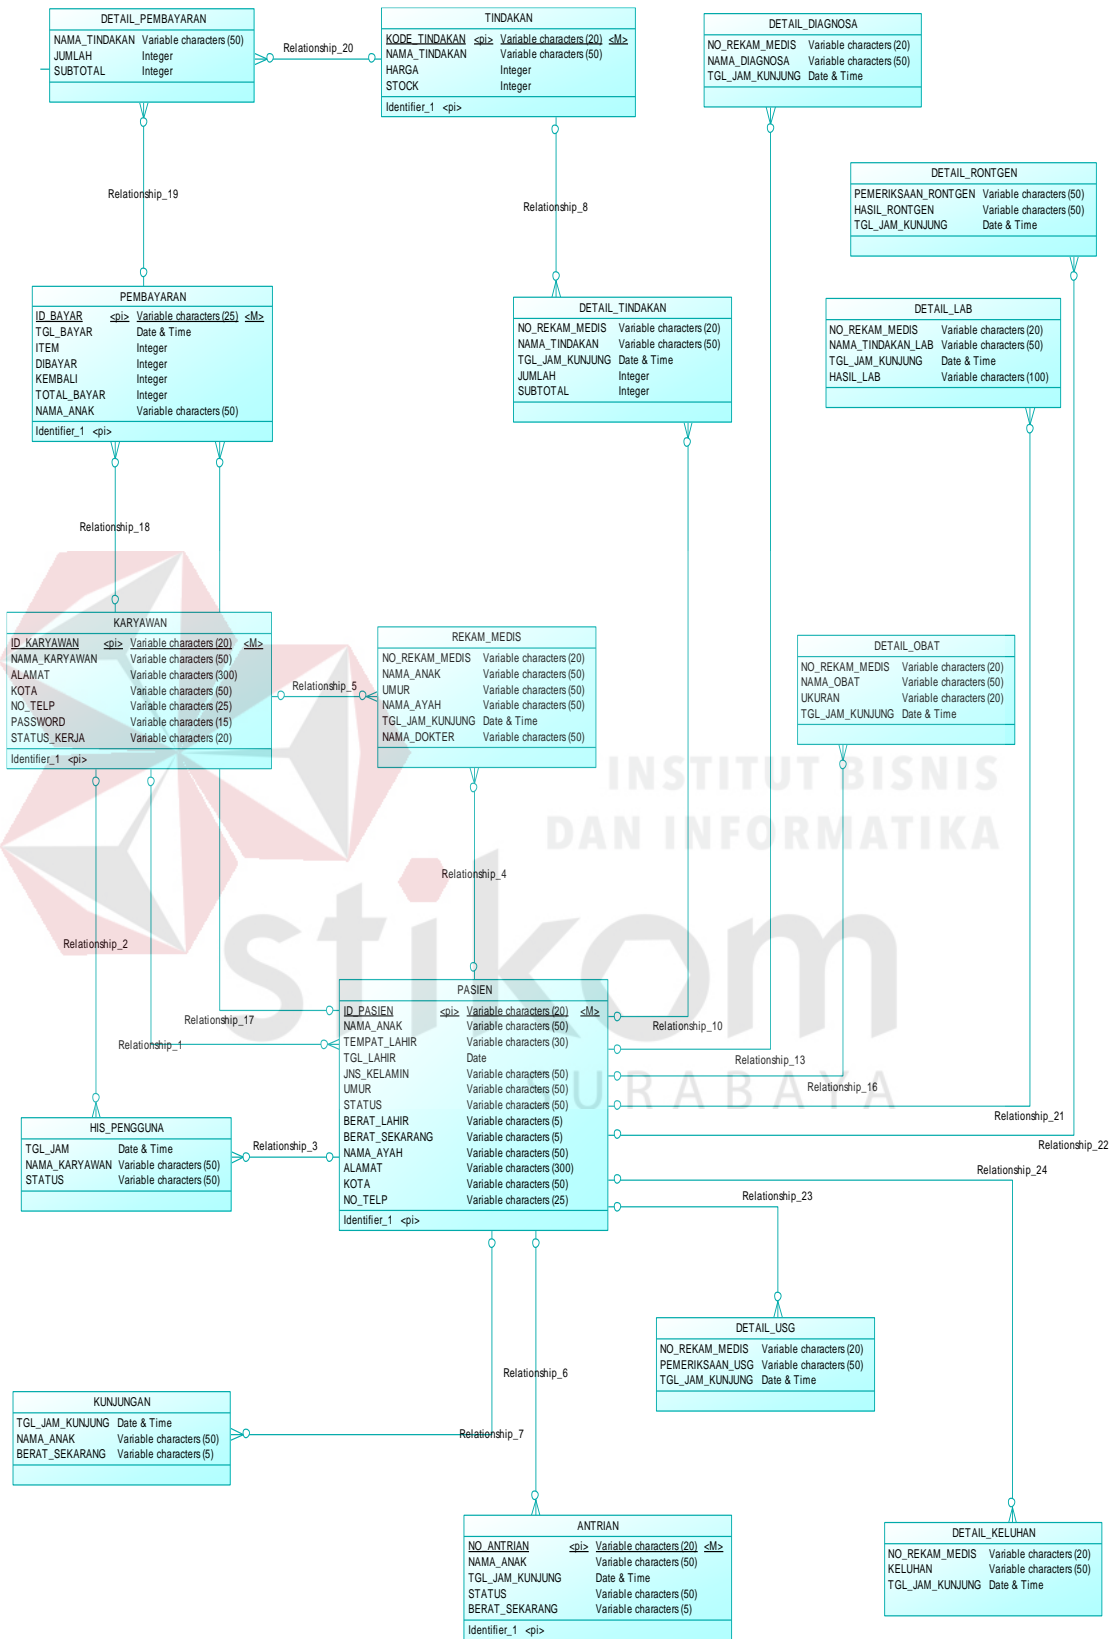 DETAIL_PEMBAYARAN
NAMA_TINDAKAN Variable characters (50)
JUMLAH Integer
SUBTOTAL Integer
Relationship_20
TINDAKAN
KODE_TINDAKAN <pi> Variable characters (20) <M>
NAMA_TINDAKAN Variable characters (50)
HARGA Integer
STOCK Integer
Identifier_1 <pi>
DETAIL_DIAGNOSA
NO_REKAM_MEDIS Variable characters (20)
NAMA_DIAGNOSA Variable characters (50)
TGL_JAM_KUNJUNG Date & Time
Relationship_19
Relationship_8
DETAIL_RONTGEN
PEMERIKSAAN_RONTGEN Variable characters (50)
HASIL_RONTGEN Variable characters (50)
TGL_JAM_KUNJUNG Date & Time
PEMBAYARAN
ID_BAYAR <pi> Variable characters (25) <M>
TGL_BAYAR Date & Time
ITEM Integer
DIBAYAR Integer
KEMBALI Integer
TOTAL_BAYAR Integer
NAMA_ANAK Variable characters (50)
Identifier_1 <pi>
DETAIL_TINDAKAN
NO_REKAM_MEDIS Variable characters (20)
NAMA_TINDAKAN Variable characters (50)
TGL_JAM_KUNJUNG Date & Time
JUMLAH Integer
SUBTOTAL Integer
DETAIL_LAB
NO_REKAM_MEDIS Variable characters (20)
NAMA_TINDAKAN_LAB Variable characters (50)
TGL_JAM_KUNJUNG Date & Time
HASIL_LAB Variable characters (100)
Relationship_18
KARYAWAN
ID_KARYAWAN <pi> Variable characters (20) <M>
NAMA_KARYAWAN Variable characters (50)
ALAMAT Variable characters (300)
KOTA Variable characters (50)
NO_TELP Variable characters (25)
PASSWORD Variable characters (15)
STATUS_KERJA Variable characters (20)
Identifier_1 <pi>
Relationship_5
REKAM_MEDIS
NO_REKAM_MEDIS Variable characters (20)
NAMA_ANAK Variable characters (50)
UMUR Variable characters (50)
NAMA_AYAH Variable characters (50)
TGL_JAM_KUNJUNG Date & Time
NAMA_DOKTER Variable characters (50)
DETAIL_OBAT
NO_REKAM_MEDIS Variable characters (20)
NAMA_OBAT Variable characters (50)
UKURAN Variable characters (20)
TGL_JAM_KUNJUNG Date & Time
INSTITUT BISNIS
DAN INFORMATIKA
stikom
SURABAYA
Relationship_4
Relationship_2
Relationship_17
Relationship_1
PASIEN
ID_PASIEN <pi> Variable characters (20) <M>
NAMA_ANAK Variable characters (50)
TEMPAT_LAHIR Variable characters (30)
TGL_LAHIR Date
JNS_KELAMIN Variable characters (50)
UMUR Variable characters (50)
STATUS Variable characters (50)
BERAT_LAHIR Variable characters (5)
BERAT_SEKARANG Variable characters (5)
NAMA_AYAH Variable characters (50)
ALAMAT Variable characters (300)
KOTA Variable characters (50)
NO_TELP Variable characters (25)
Identifier_1 <pi>
Relationship_10
Relationship_13
Relationship_16
Relationship_21
Relationship_22
Relationship_24
Relationship_23
HIS_PENGGUNA
TGL_JAM Date & Time
NAMA_KARYAWAN Variable characters (50)
STATUS Variable characters (50)
Relationship_3
DETAIL_USG
NO_REKAM_MEDIS Variable characters (20)
PEMERIKSAAN_USG Variable characters (50)
TGL_JAM_KUNJUNG Date & Time
Relationship_6
KUNJUNGAN
TGL_JAM_KUNJUNG Date & Time
NAMA_ANAK Variable characters (50)
BERAT_SEKARANG Variable characters (5)
Relationship_7
ANTRIAN
NO_ANTRIAN <pi> Variable characters (20) <M>
NAMA_ANAK Variable characters (50)
TGL_JAM_KUNJUNG Date & Time
STATUS Variable characters (50)
BERAT_SEKARANG Variable characters (5)
Identifier_1 <pi>
DETAIL_KELUHAN
NO_REKAM_MEDIS Variable characters (20)
KELUHAN Variable characters (50)
TGL_JAM_KUNJUNG Date & Time